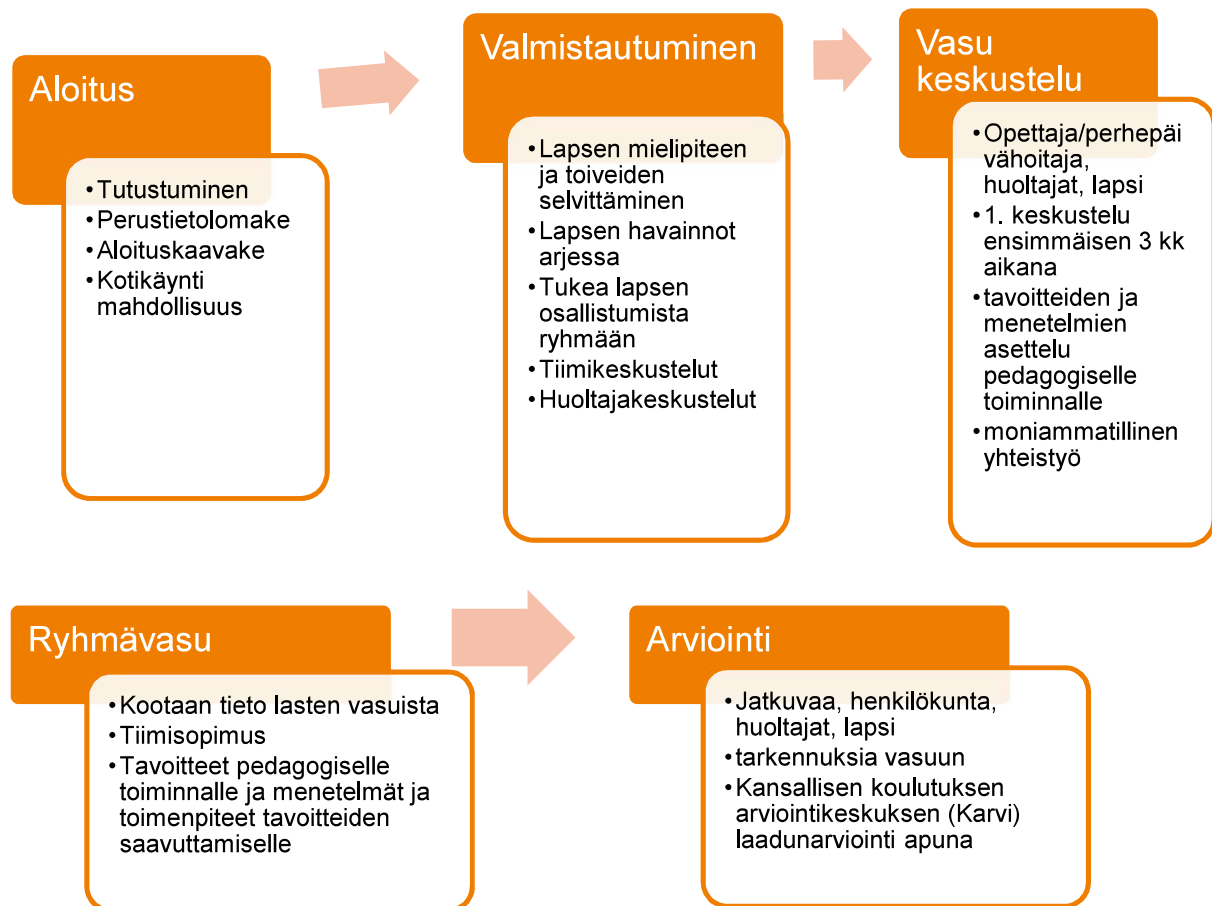 Aloitus
• Tutustuminen
• Perustietolomake
• Aloituskaavake
• Kotikäynti
mahdollisuus
Valmistautuminen
• Lapsen mielipiteen
ja toiveiden
selvittäminen
• Lapsen havainnot
arjessa
• Tukea lapsen
osallistumista
ryhmään
• Tiimikeskustelut
• Huoltajakeskustelut
Vasu
keskustelu
• Opettaja/perhepäi
vähoitaja,
huoltajat, lapsi
• 1. keskustelu
ensimmäisen 3 kk
aikana
• tavoitteiden ja
menetelmien
asettelu
pedagogiselle
toiminnalle
• moniammatillinen
yhteistyö
Ryhmävasu
• Kootaan tieto lasten vasuista
• Tiimisopimus
• Tavoitteet pedagogiselle
toiminnalle ja menetelmät ja
toimenpiteet tavoitteiden
saavuttamiselle
Arviointi
• Jatkuvaa, henkilökunta,
huoltajat, lapsi
• tarkennuksia vasuun
• Kansallisen koulutuksen
arviointikeskuksen (Karvi)
laadunarviointi apuna